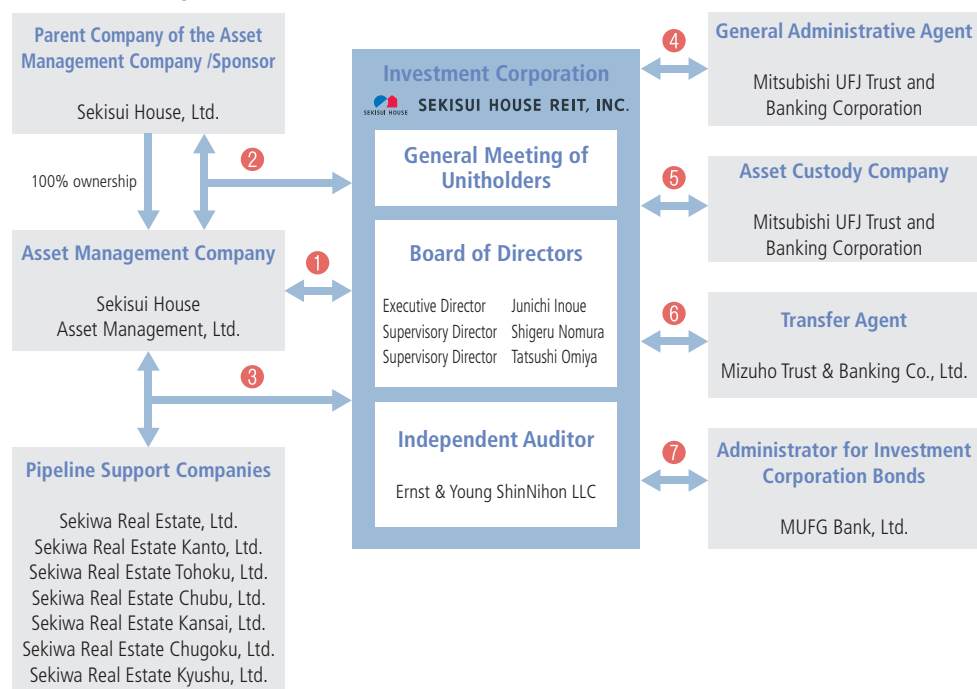 Parent Company of the Asset
Management Company /Sponsor
Sekisui House, Ltd.
100% ownership
2
Asset Management Company
Sekisui House
Asset Management, Ltd.
1
3
Pipeline Support Companies
Sekiwa Real Estate, Ltd.
Sekiwa Real Estate Kanto, Ltd.
Sekiwa Real Estate Tohoku, Ltd.
Sekiwa Real Estate Chubu, Ltd.
Sekiwa Real Estate Kansai, Ltd.
Sekiwa Real Estate Chugoku, Ltd.
Sekiwa Real Estate Kyushu, Ltd.
Investment Corporation
SEKISUI HOUSE SEKISUI HOUSE REIT, INC.
General Meeting of
Unitholders
Board of Directors
Executive Director Junichi Inoue
Supervisory Director Shigeru Nomura
Supervisory Director Tatsushi Omiya
Independent Auditor
Ernst & Young ShinNihon LLC
4
General Administrative Agent
Mitsubishi UFJ Trust and
Banking Corporation
5
Asset Custody Company
Mitsubishi UFJ Trust and
Banking Corporation
6
Transfer Agent
Mizuho Trust & Banking Co., Ltd.
7
Administrator for Investment
Corporation Bonds
MUFG Bank, Ltd.